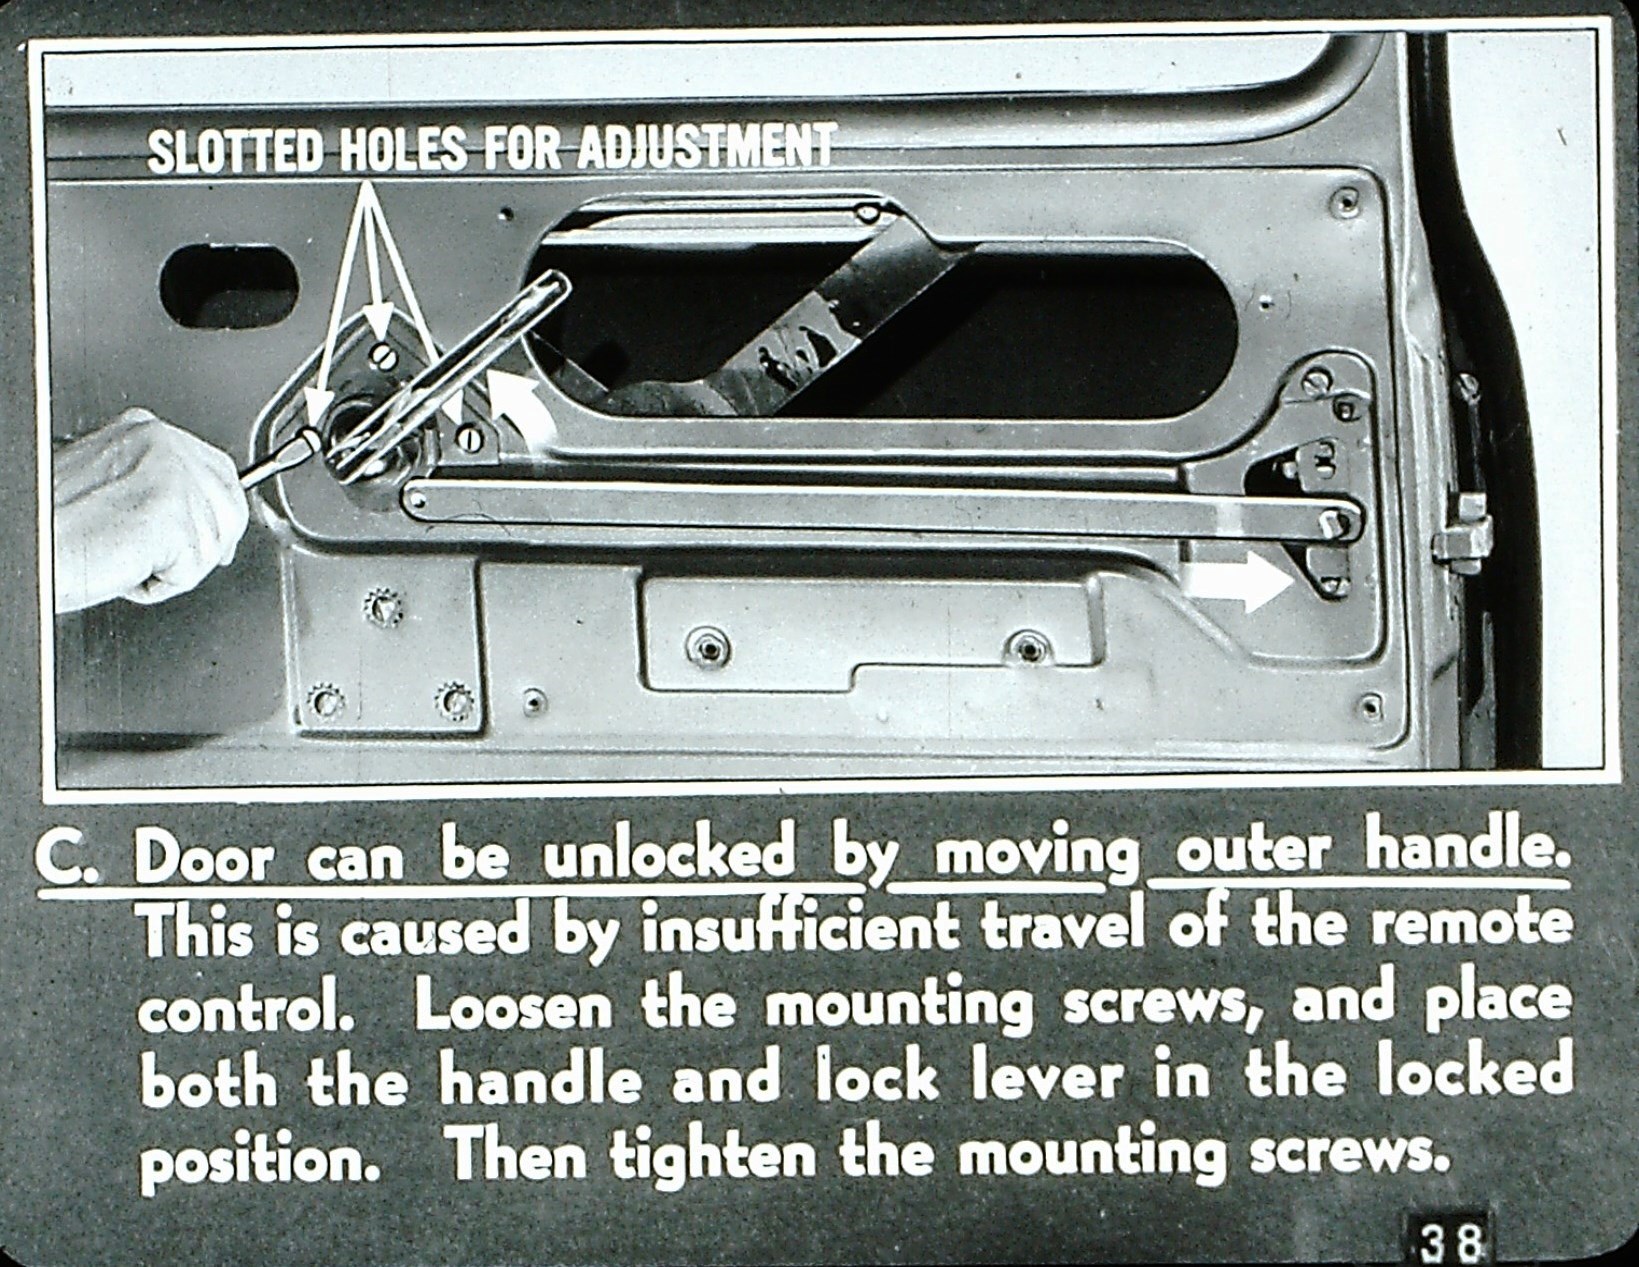 SLOTTED HOLES FOR ADJUSTMENT
C. Door can be unlocked by moving outer handle.
This is caused by insufficient travel of the remote
control. Loosen the mounting screws, and place
both the handle and lock lever in the locked
position. Then tighten the mounting screws.
38